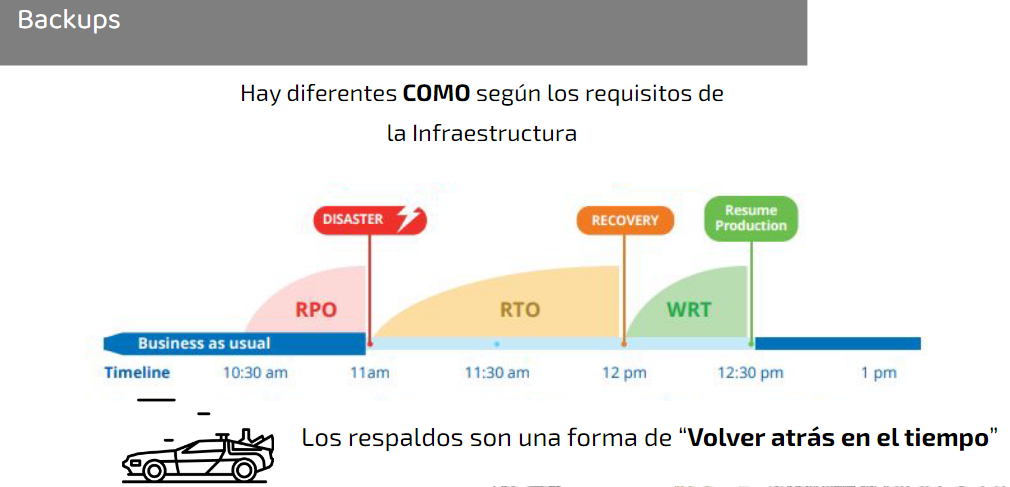 Backups
Hay diferentes COMO según los requisitos de
la Infraestructura
DISASTER
RECOVERY
Resume
Production
RPO
RTO
WRT
Business as usual
Timeline
10:30 am
11am
11:30 am
12 pm
12:30 pm
1 pm
Los respaldos son una forma de “Volver atrás en el tiempo”